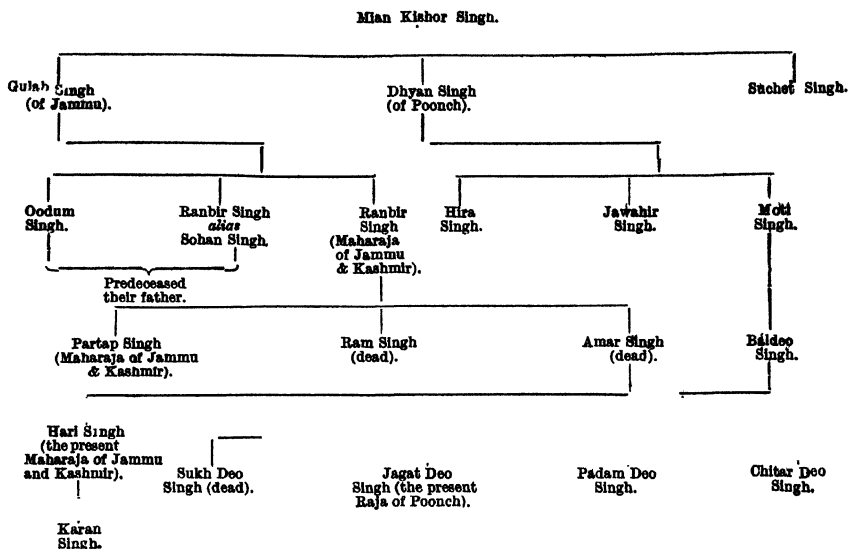 Mian Kishor Singh.
Gulab Singh
(of Jammu).
Dhyan Singh
(of Poonch).
Suchet Singh.
Oodum
Singh.
Ranbir Singh
alias
Sohan Singh.
Ranbir
Singh
(Maharaja
of Jammu
& Kashmir).
Hira
Singh.
Jawahir
Singh.
Moti
Singh.
Predeceased
their father.
Partap Singh
(Maharaja of Jammu
& Kashmir).
Ram Singh
(dead).
Amar Singh
(dead).
Baldeo
Singh.
Hari Singh
(the present
Maharaja of Jammu
and Kashmir).
Sukh Deo
Singh (dead).
Jagat Deo
Singh (the present
Raja of Poonch).
Padam Deo
Singh.
Chitar Deo
Singh.
Karan
Singh.